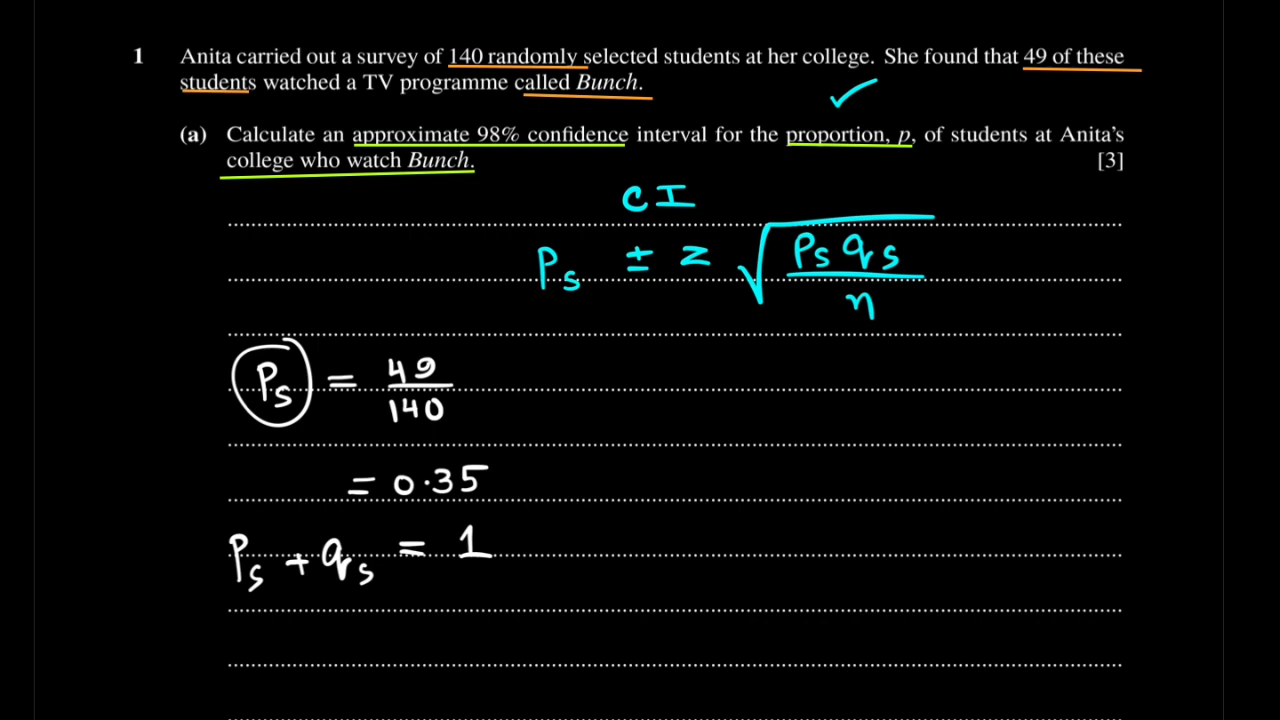 1 Anita carried out a survey of 140 randomly selected students at her college. She found that 49 of these
students watched a TV programme called Bunch.
(a) Calculate an approximate 98% confidence interval for the proportion, p, of students at Anita's
college who watch Bunch. [3]
CI
Ps ± z √(Ps qs / n)
Ps = 49/140
= 0.35
Ps + qs = 1